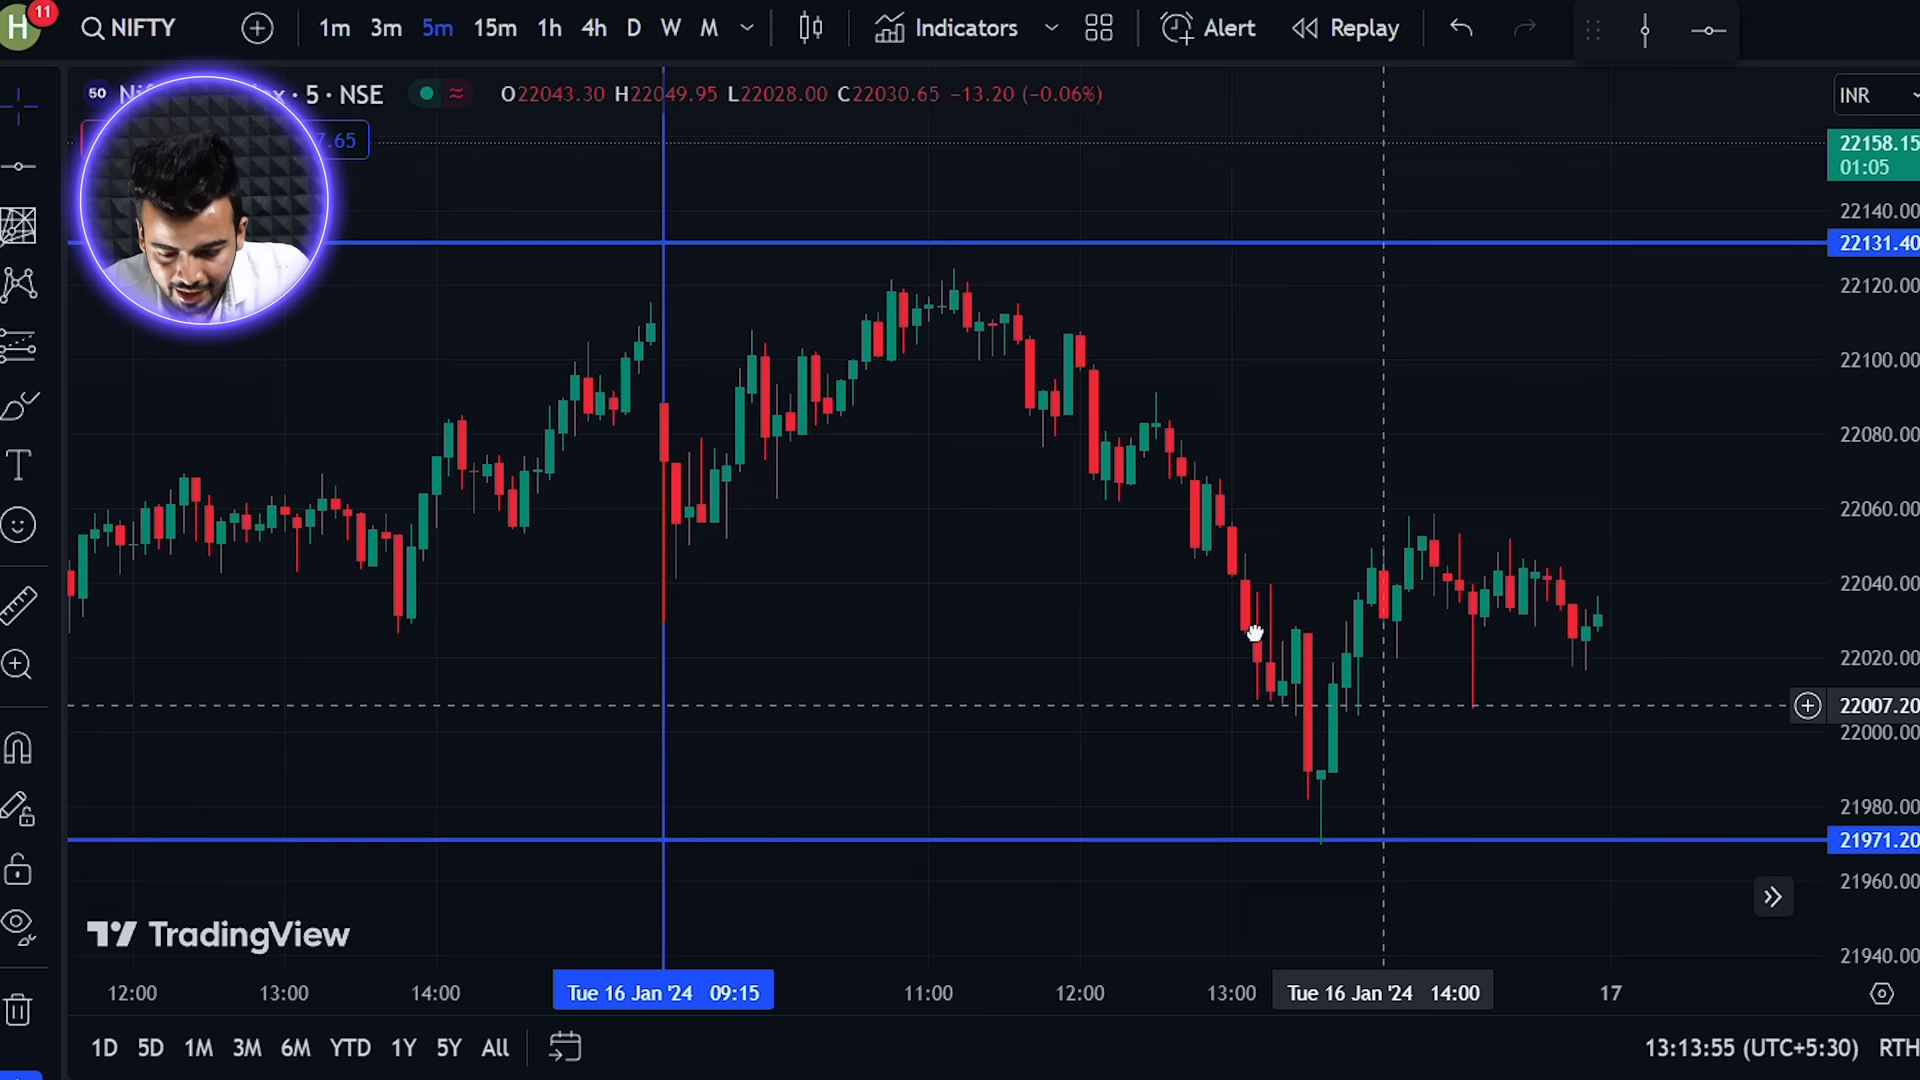 H 11 NIFTY 1m 3m 5m 15m 1h 4h D W M Indicators Alert Replay
50 · 5 · NSE O22043.30 H22049.95 L22028.00 C22030.65 −13.20 (−0.06%)
INR
7.65
22158.15
01:05
22140.00
22131.40
22120.00
22100.00
22080.00
22060.00
22040.00
22020.00
22007.20
22000.00
21980.00
21971.20
21960.00
21940.00
TradingView
12:00 13:00 14:00 Tue 16 Jan '24 09:15 11:00 12:00 13:00 Tue 16 Jan '24 14:00 17
1D 5D 1M 3M 6M YTD 1Y 5Y All 13:13:55 (UTC+5:30) RTH